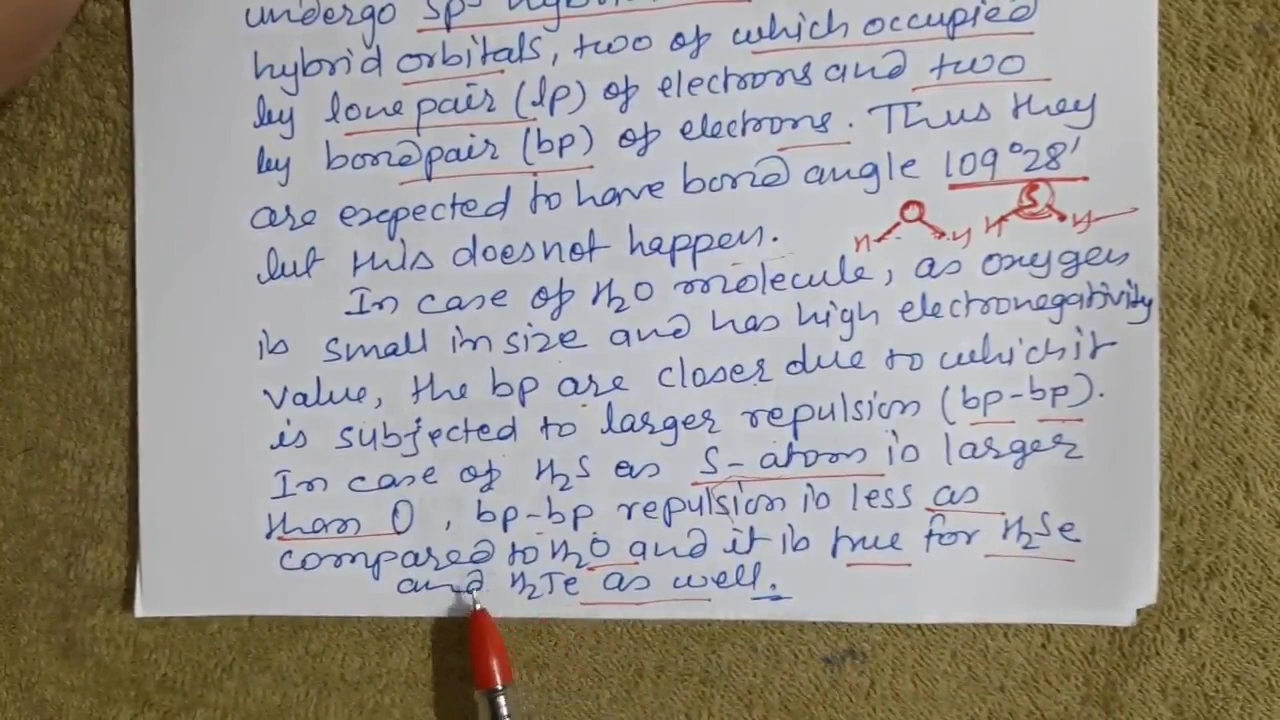 undergo sp³
hybrid orbitals, two of which occupied
by lone pair (lp) of electrons and two
by bondpair (bp) of electrons. Thus they
are expected to have bond angle 109°28'
but this does not happen.
H O H H S H
In case of H2O molecule, as oxygen
is small in size and has high electronegativity
value, the bp are closer due to which it
is subjected to larger repulsion (bp-bp).
In case of H2S as S-atom is larger
than O, bp-bp repulsion is less as
compared to H2O and it is true for H2Se
and H2Te as well.